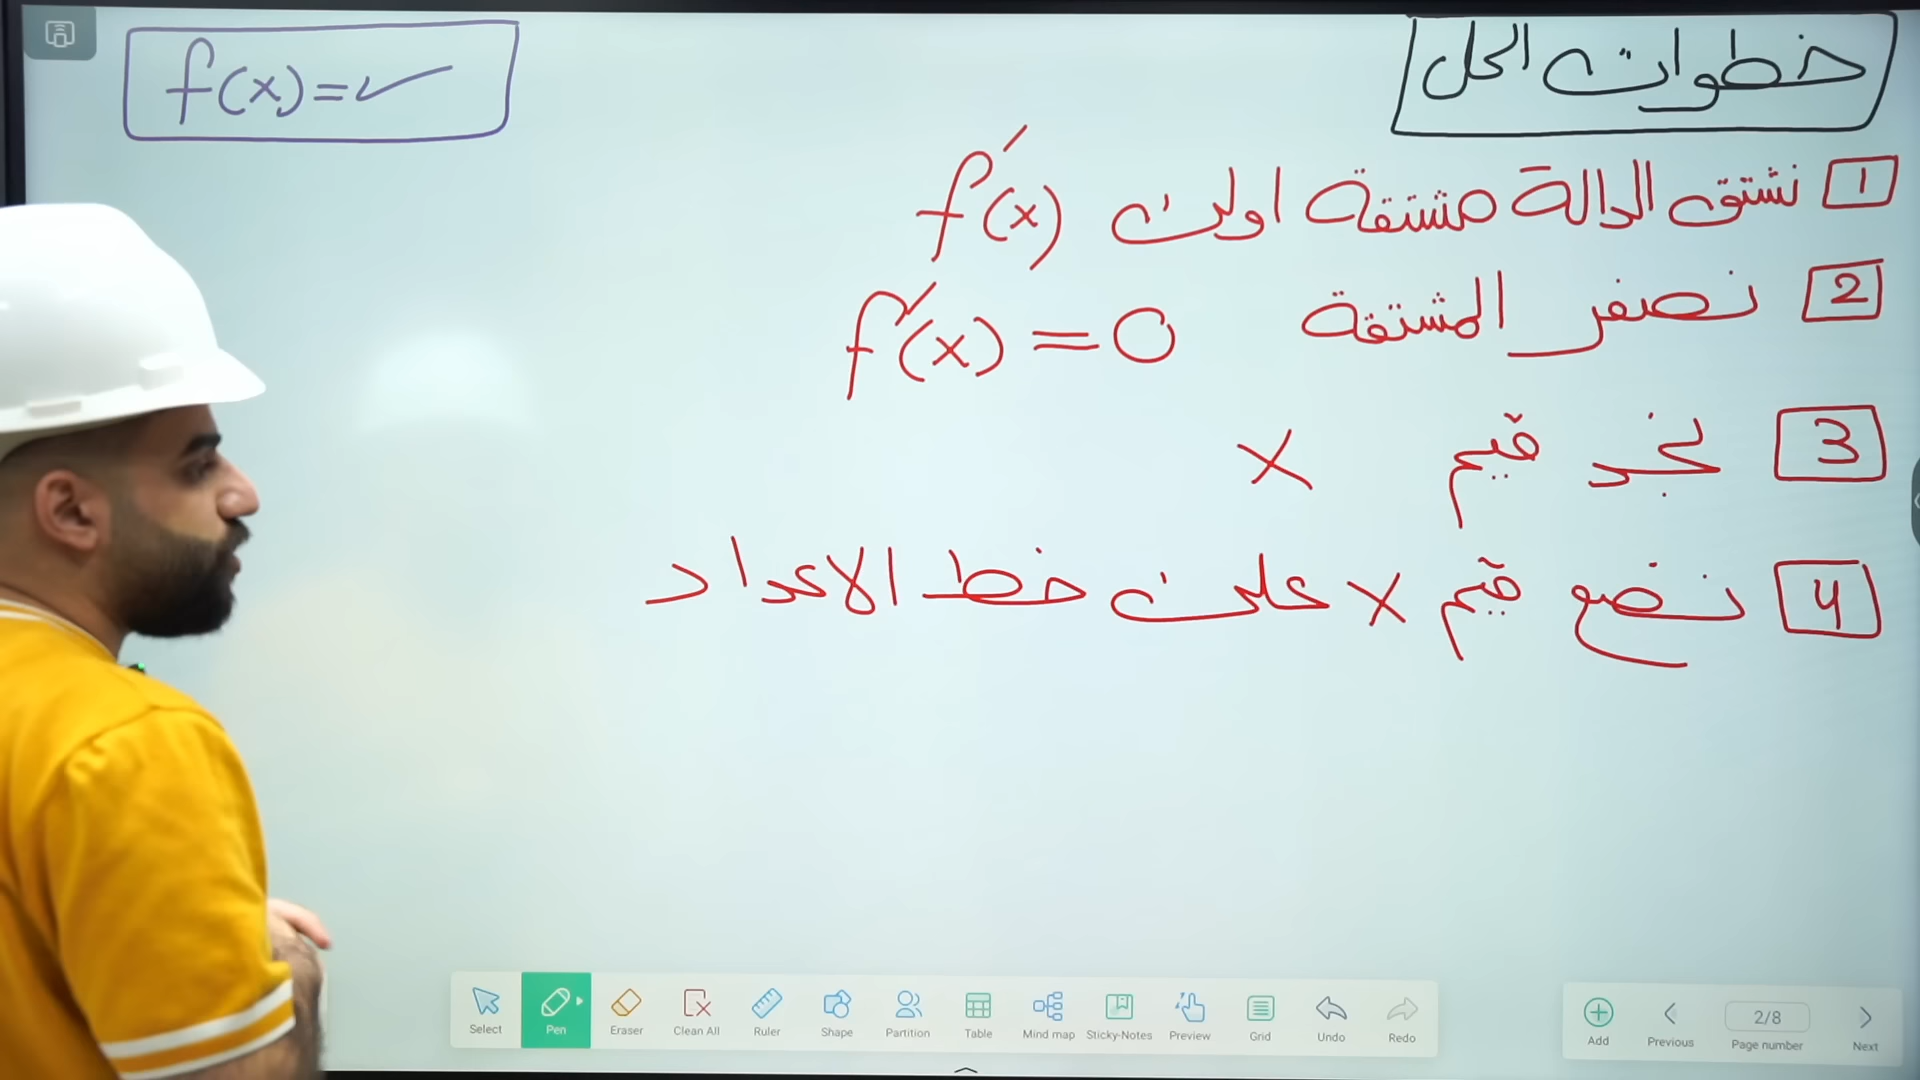 خطوات الحل
f(x)=✓
1 نشتق الدالة مشتقة اولى f′(x)
2 نصفر المشتقة f′(x)=0
3 نجد قيم x
4 نضع قيم x على خط الاعداد
Select Pen Eraser Clean All Ruler Shape Partition Table Mind map Sticky-Notes Preview Grid Undo Redo
Add Previous 2/8 Page number Next